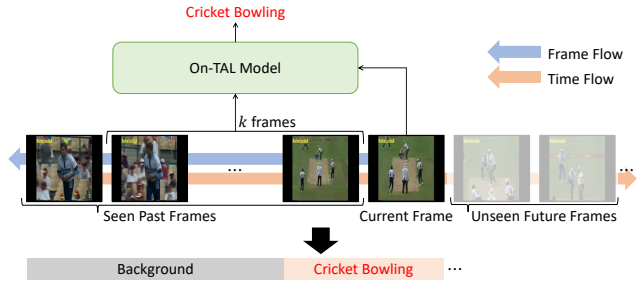 Cricket Bowling
On-TAL Model
Frame Flow
Time Flow
k frames
...
...
Seen Past Frames
Current Frame
Unseen Future Frames
Background
Cricket Bowling
...